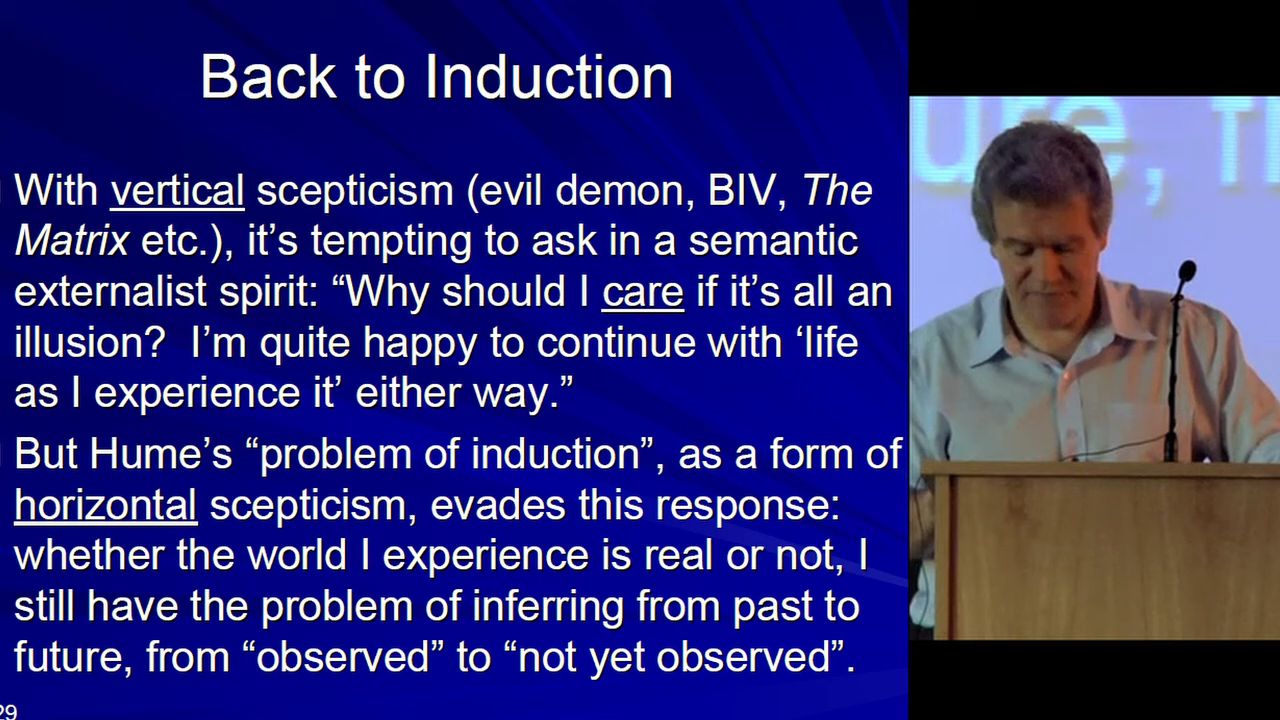 Back to Induction
With vertical scepticism (evil demon, BIV, The
Matrix etc.), it’s tempting to ask in a semantic
externalist spirit: “Why should I care if it’s all an
illusion?  I’m quite happy to continue with ‘life
as I experience it’ either way.”
But Hume’s “problem of induction”, as a form of
horizontal scepticism, evades this response:
whether the world I experience is real or not, I
still have the problem of inferring from past to
future, from “observed” to “not yet observed”.
29